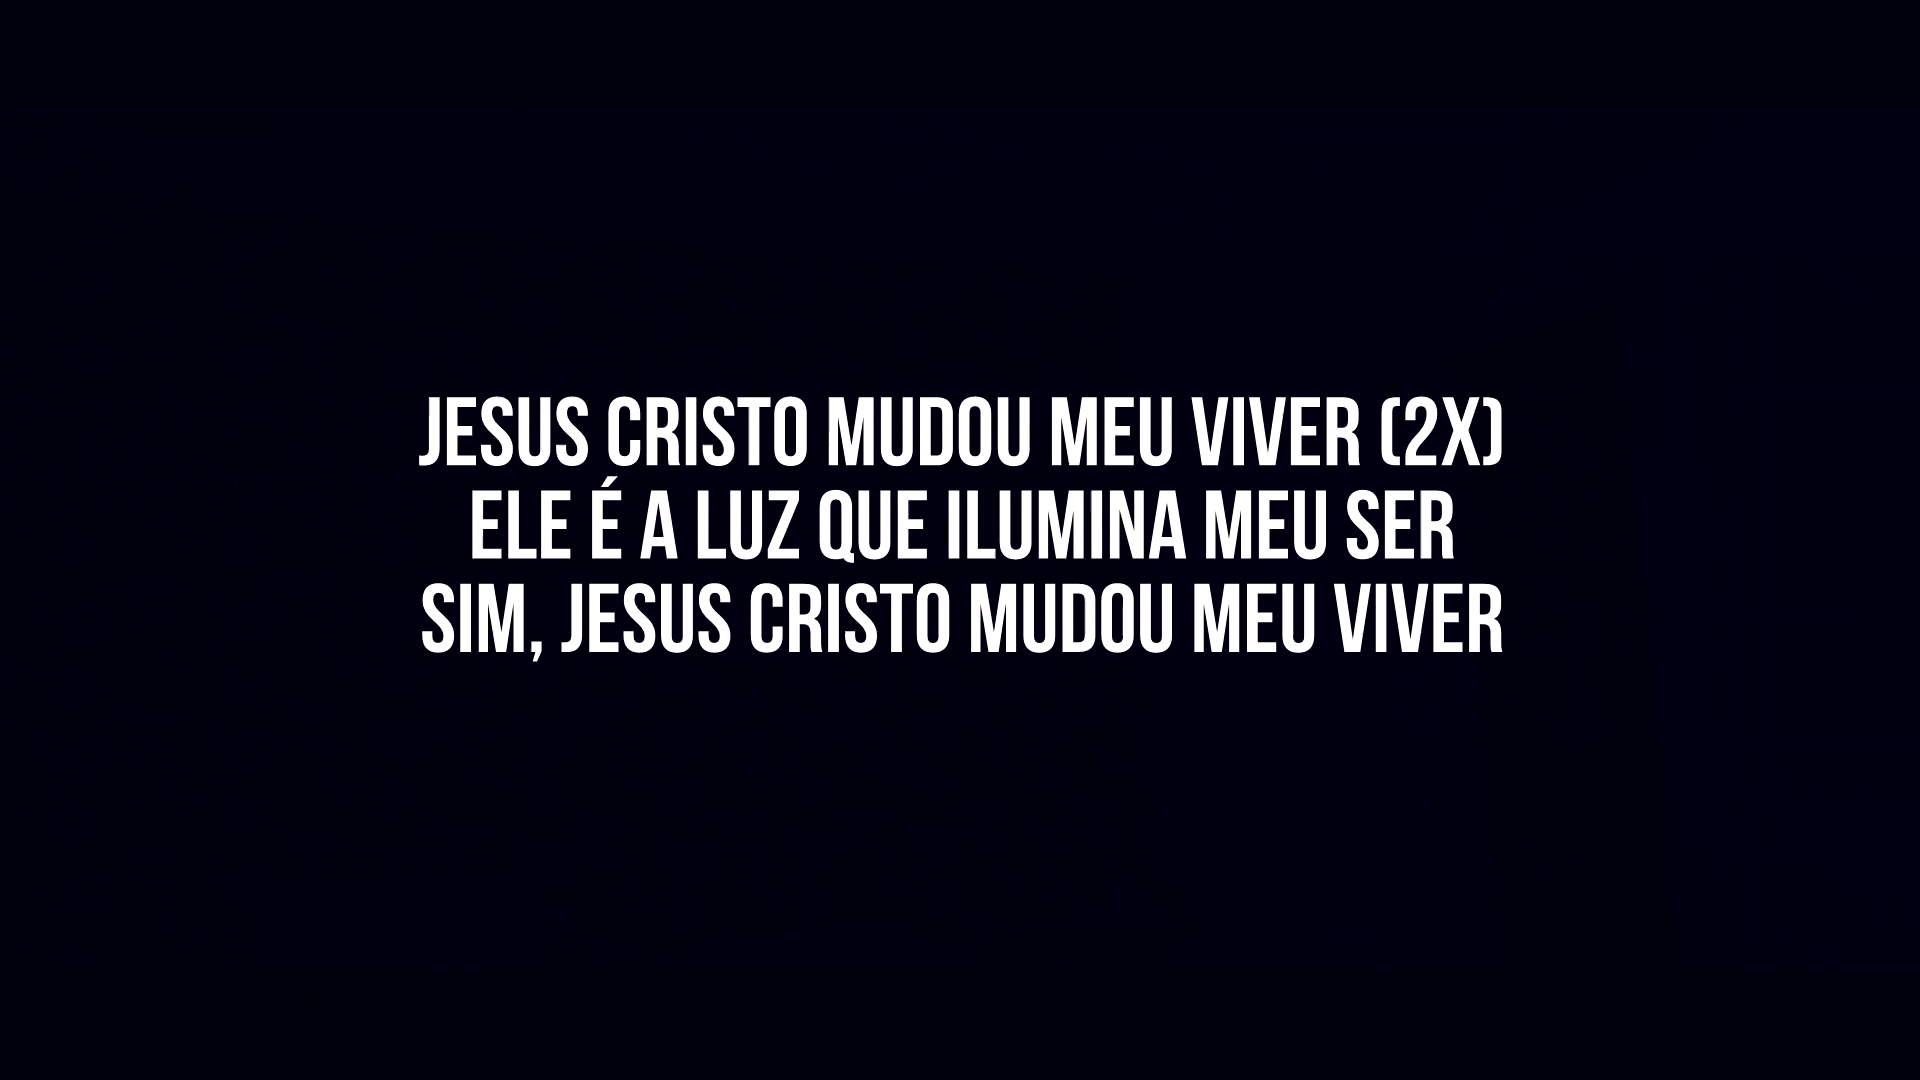 JESUS CRISTO MUDOU MEU VIVER (2X)
ELE É A LUZ QUE ILUMINA MEU SER
SIM, JESUS CRISTO MUDOU MEU VIVER